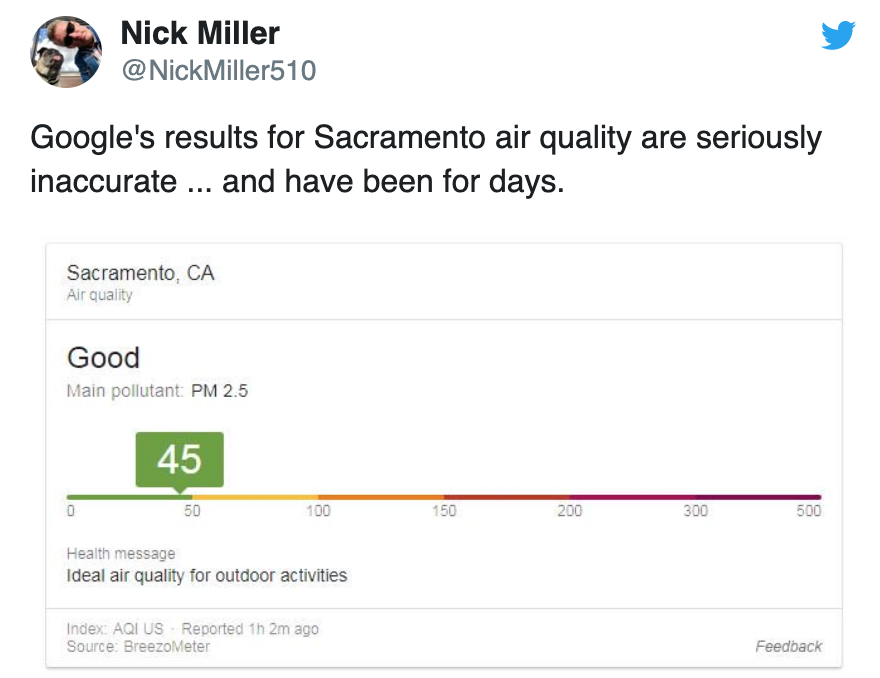 Nick Miller
@NickMiller510
Google's results for Sacramento air quality are seriously
inaccurate ... and have been for days.
Sacramento, CA
Air quality
Good
Main pollutant: PM 2.5
45
0 50 100 150 200 300 500
Health message
Ideal air quality for outdoor activities
Index: AQI US · Reported 1h 2m ago
Source: BreezoMeter
Feedback